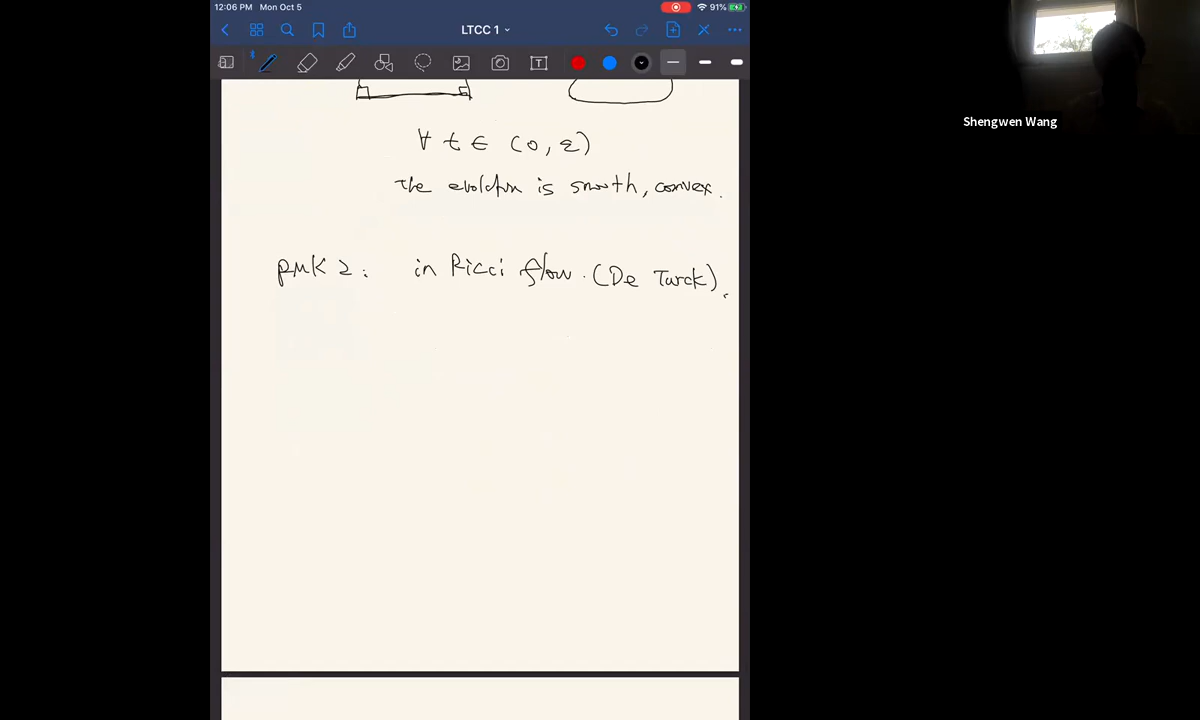 12:06 PM Mon Oct 5
91%
LTCC 1
∀ t ∈ (0, ε)
The evolution is smooth, convex.
Rmk 2: in Ricci flow. (De Turck).
Shengwen Wang